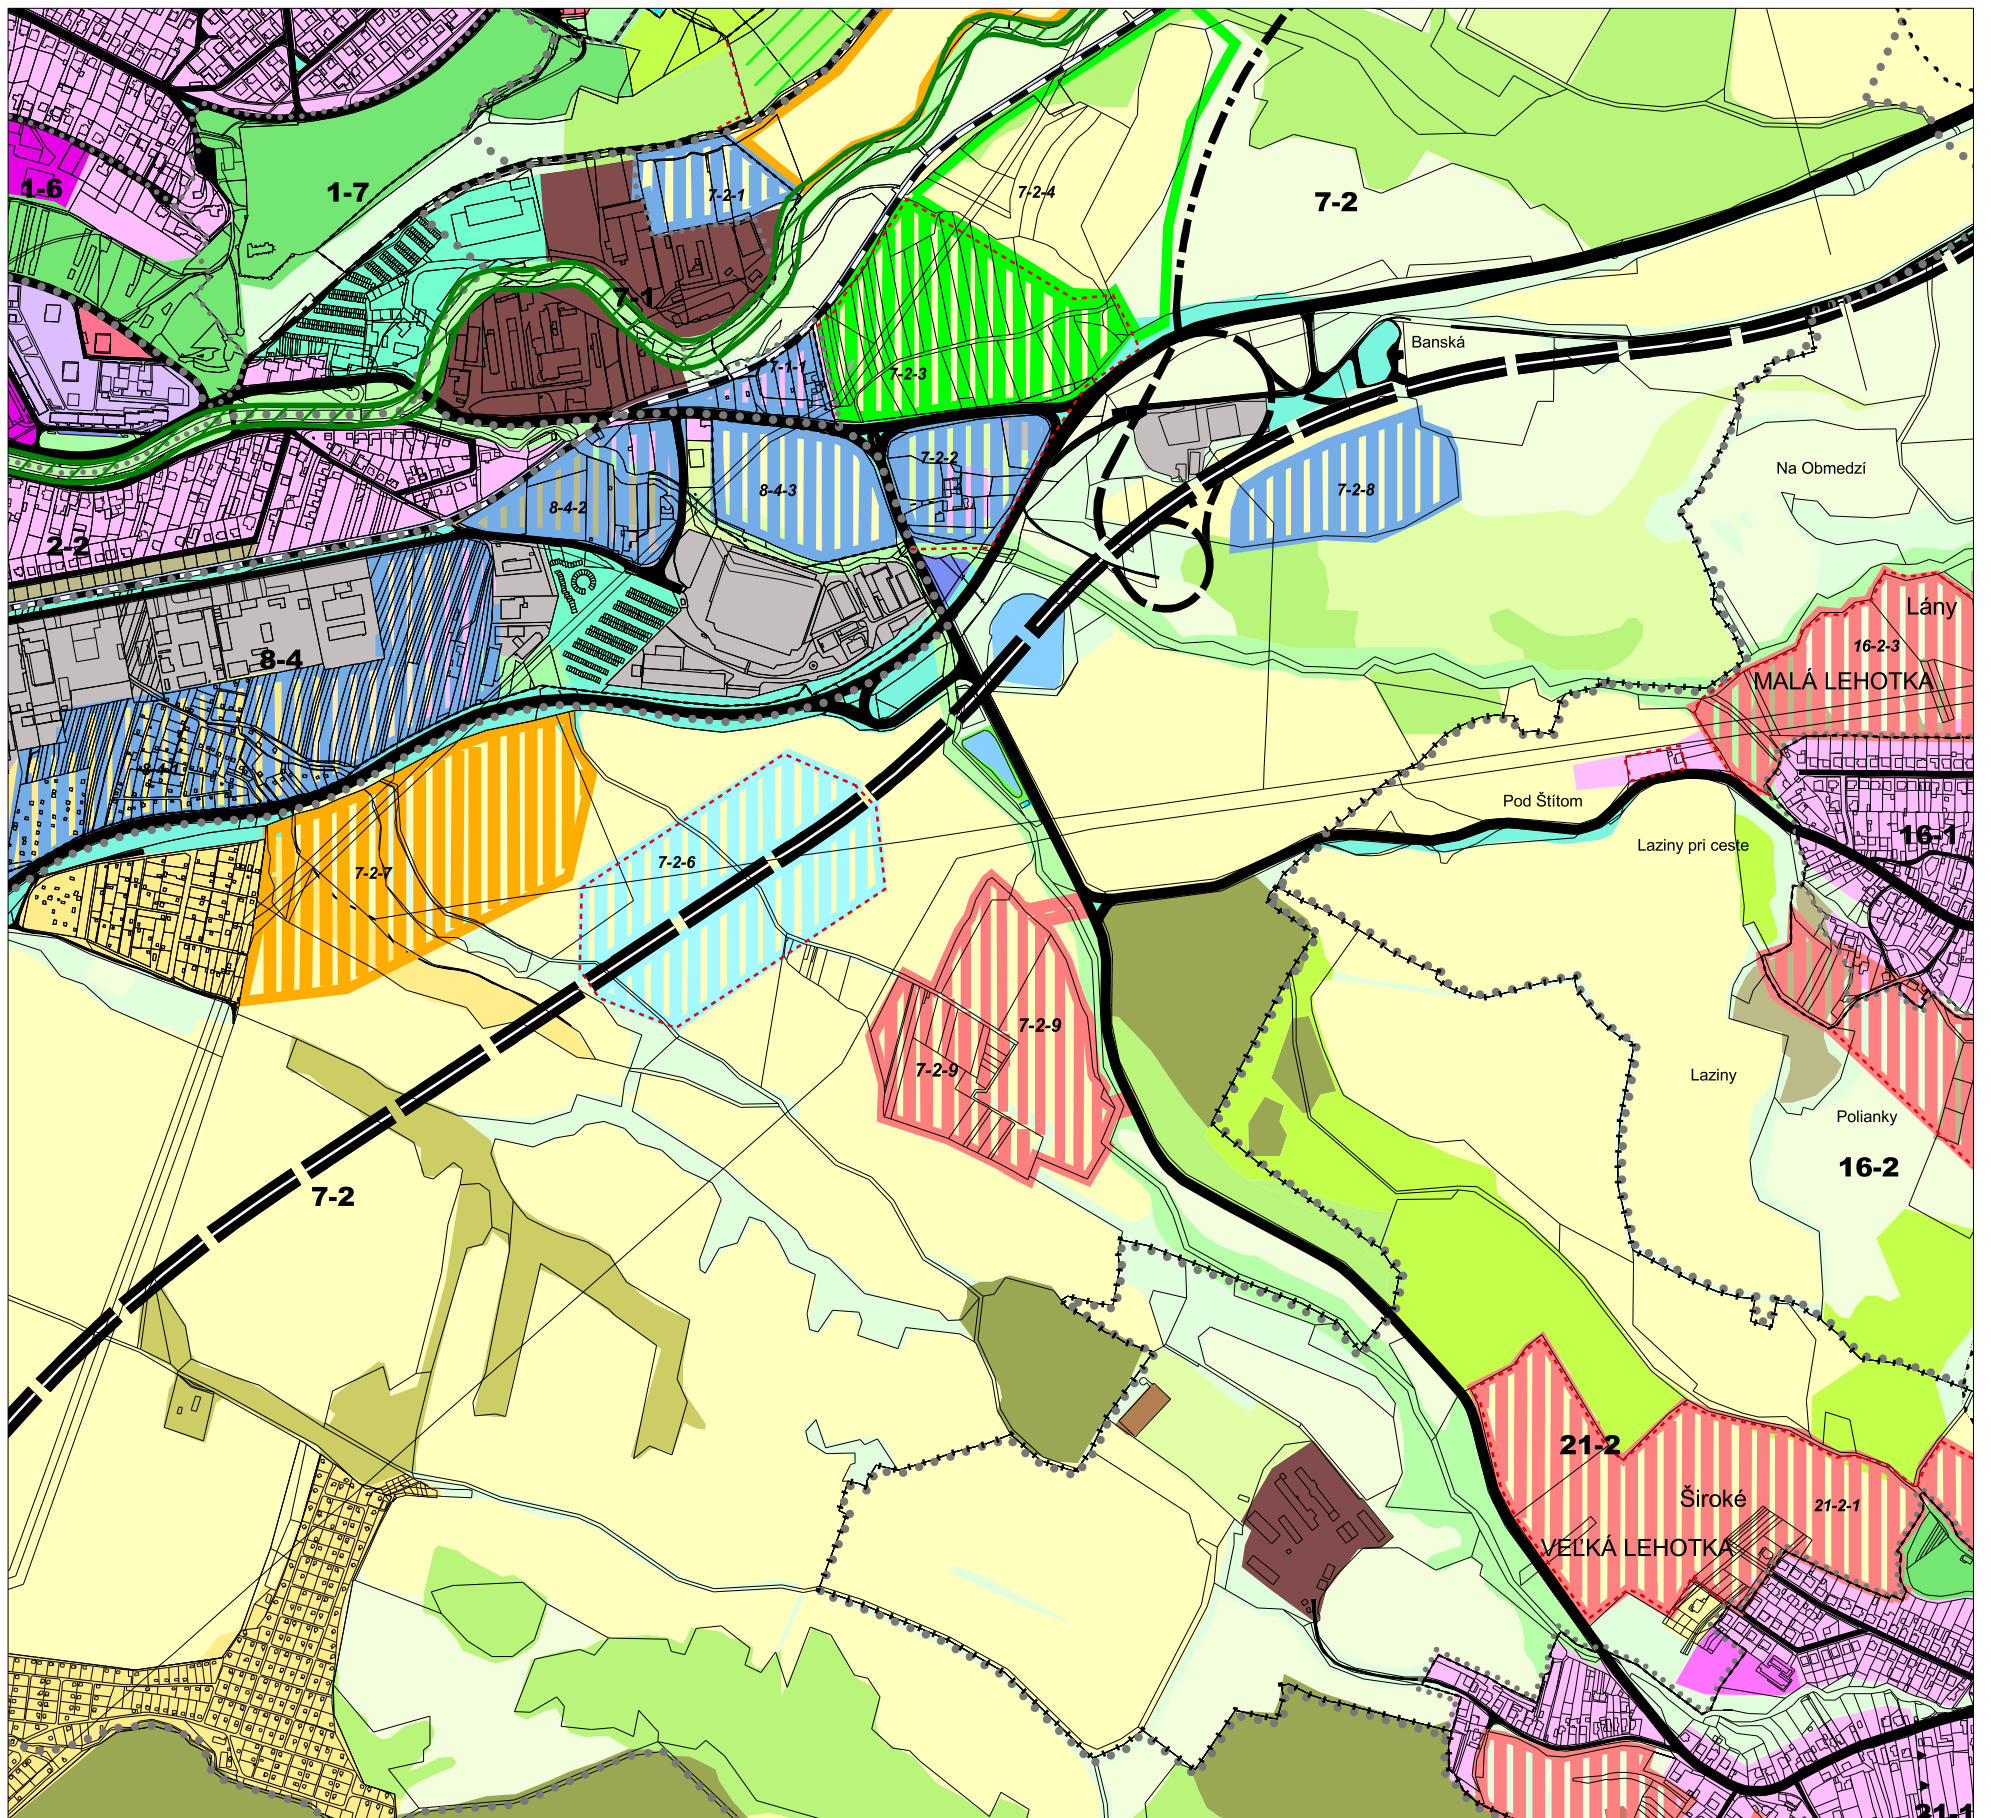 1-6
1-7
7-2-1
7-2-4
7-2
7-1
Banská
7-1-1
7-2-3
7-2-2
Na Obmedzí
8-4-3
7-2-8
8-4-2
2-2
Lány
16-2-3
8-4
MALÁ LEHOTKA
Pod Štítom
16-1
Laziny pri ceste
7-2-6
7-2-7
7-2-9
7-2-9
Laziny
Polianky
16-2
7-2
21-2
Široké
21-2-1
VEĽKÁ LEHOTKA
21-1